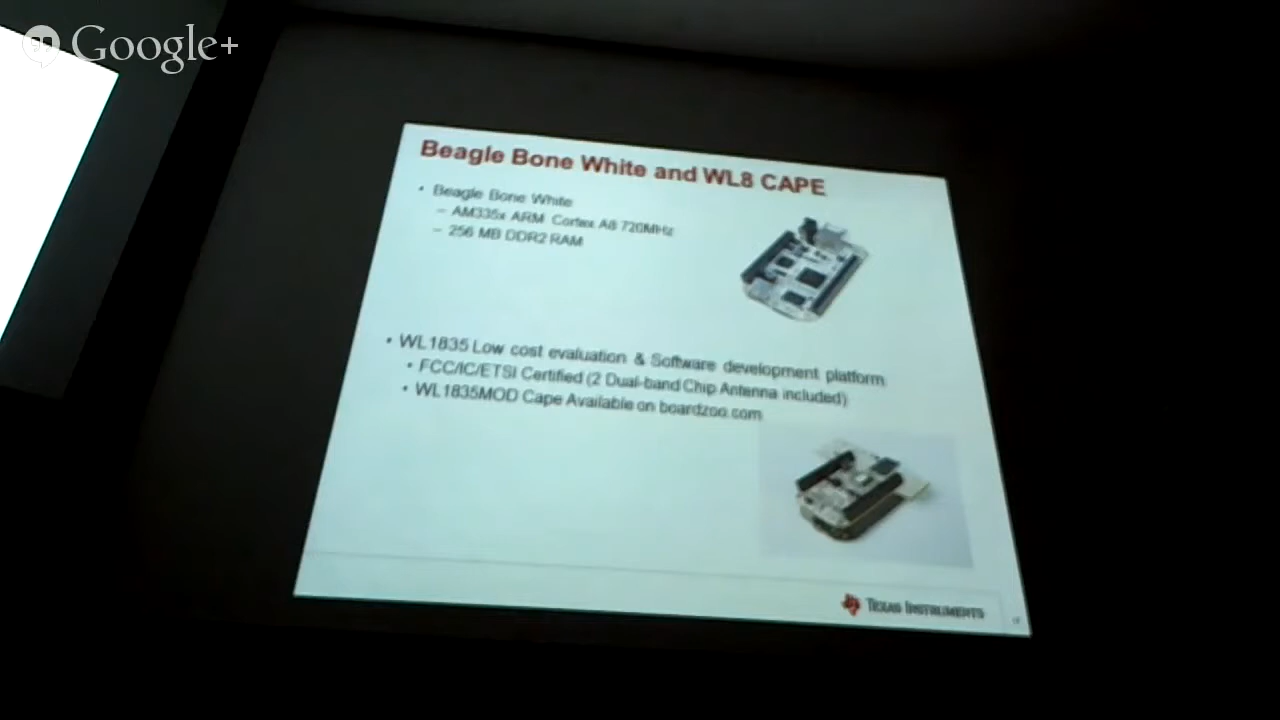 Google+
Beagle Bone White and WL8 CAPE
• Beagle Bone White
– AM335x ARM Cortex A8 720MHz
– 256 MB DDR2 RAM
• WL1835 Low cost evaluation & Software development platform
• FCC/IC/ETSI Certified (2 Dual-band Chip Antenna included)
• WL1835MOD Cape Available on boardzoo.com
TEXAS INSTRUMENTS